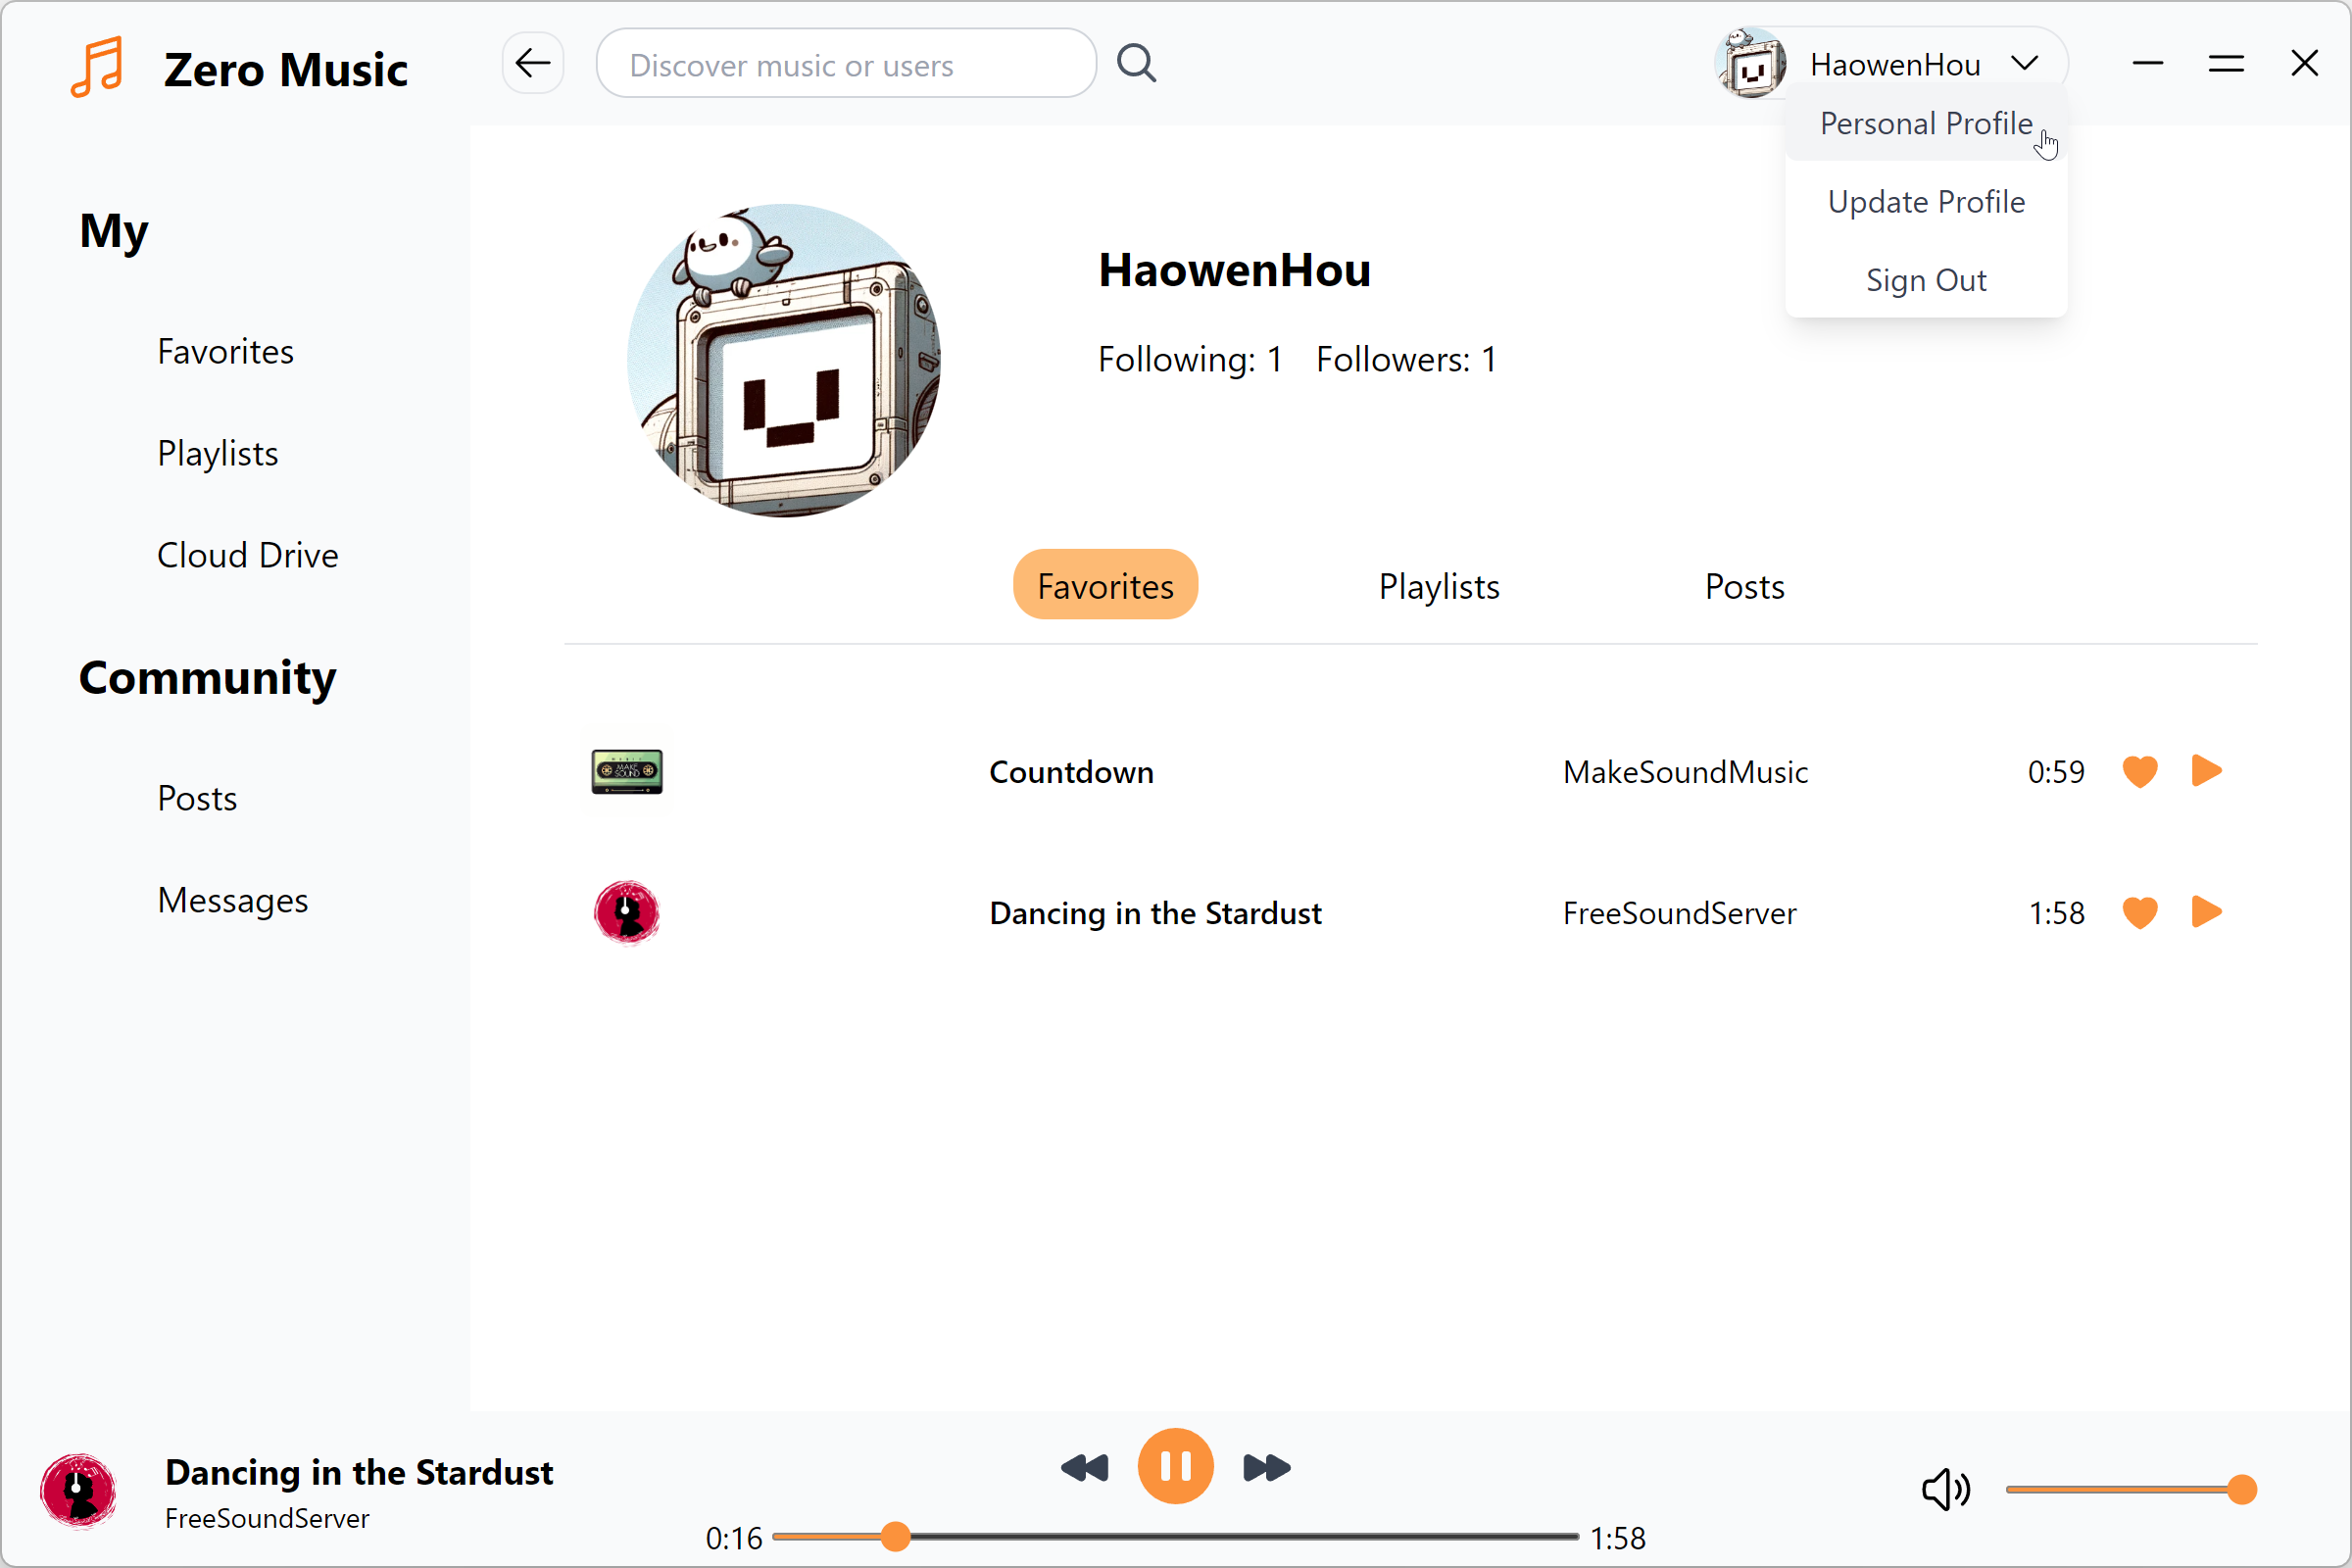 Zero Music
Discover music or users
HaowenHou
Personal Profile
Update Profile
Sign Out
My
Favorites
Playlists
Cloud Drive
Community
Posts
Messages
HaowenHou
Following: 1 Followers: 1
Favorites Playlists Posts
MAKE
SOUND
Countdown MakeSoundMusic 0:59
Dancing in the Stardust FreeSoundServer 1:58
Dancing in the Stardust
FreeSoundServer
0:16 1:58